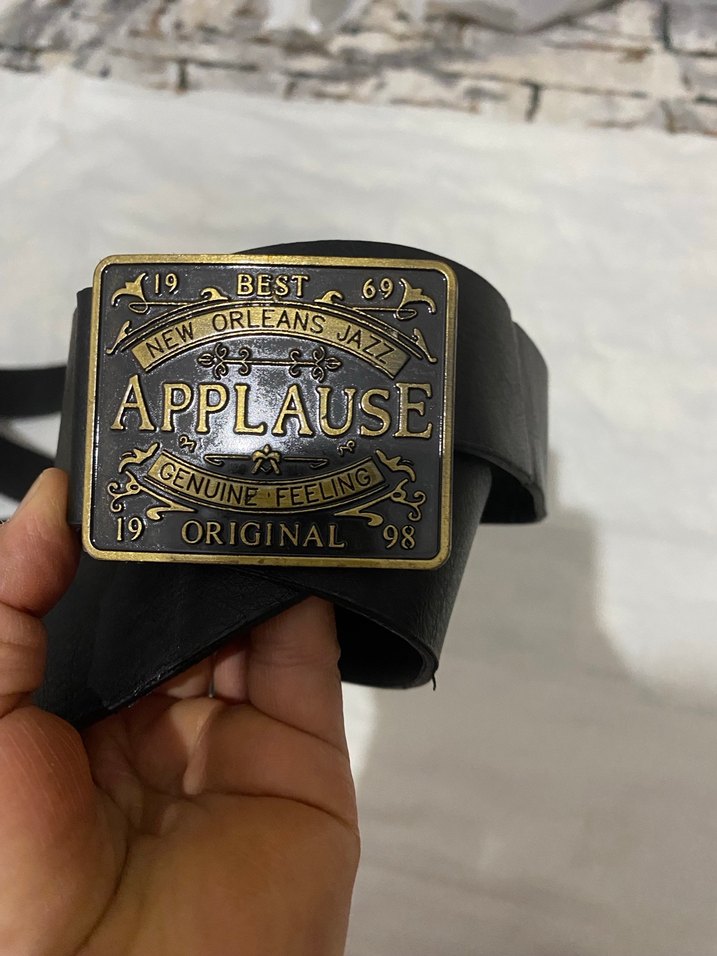 19 BEST 69
NEW ORLEANS JAZZ
APPLAUSE
GENUINE FEELING
19 ORIGINAL 98